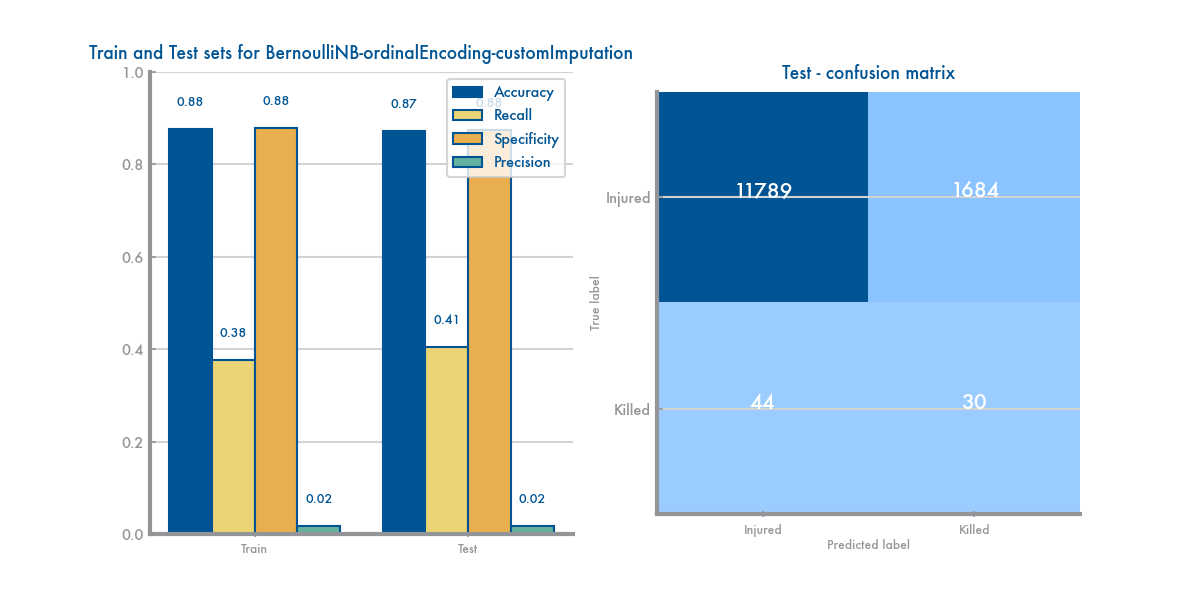 Train and Test sets for BernoulliNB-ordinalEncoding-customImputation
1.0
0.8
0.6
0.4
0.2
0.0
0.88
0.38
0.88
0.02
0.87
0.41
0.88
0.02
Accuracy
Recall
Specificity
Precision
Train
Test
Test - confusion matrix
True label
Injured
Killed
11789
1684
44
30
Injured
Killed
Predicted label